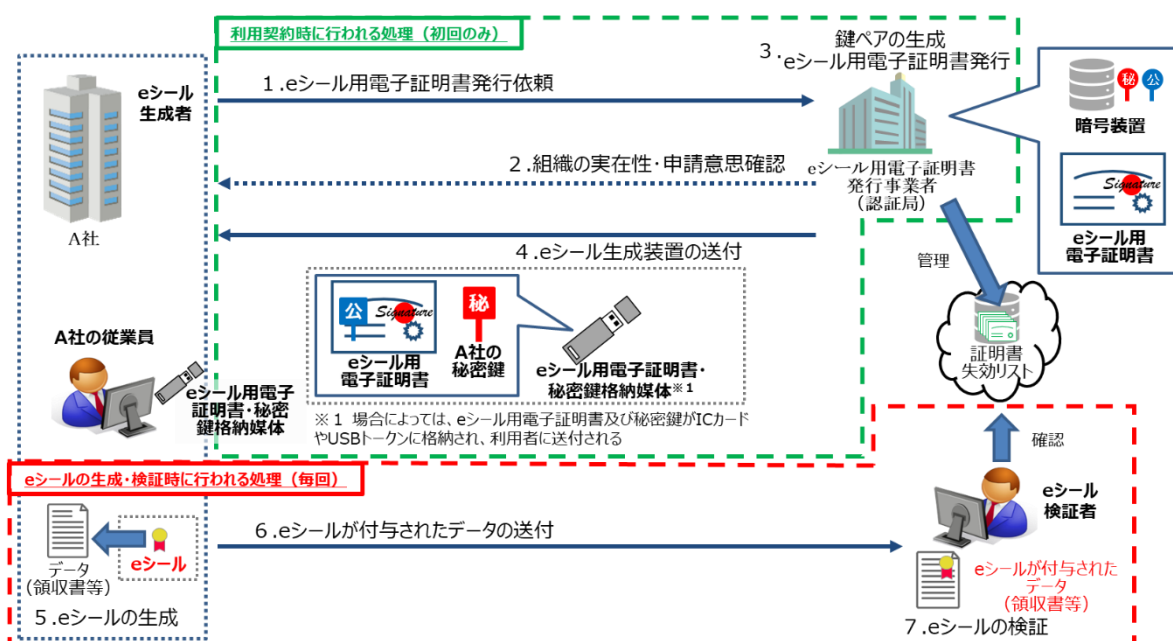 利用契約時に行われる処理（初回のみ）
eシール
生成者
A社
1.eシール用電子証明書発行依頼
2.組織の実在性・申請意思確認
3.
鍵ペアの生成
eシール用電子証明書発行
eシール用電子証明書
発行事業者
（認証局）
秘
公
暗号装置
Signature
eシール用
電子証明書
4.eシール生成装置の送付
管理
公
Signature
秘
eシール用
電子証明書
A社の
秘密鍵
eシール用電子証明書・
秘密鍵格納媒体※1
※1 場合によっては、eシール用電子証明書及び秘密鍵がICカード
やUSBトークンに格納され、利用者に送付される
証明書
失効リスト
A社の従業員
eシール用電子
証明書・秘密
鍵格納媒体
eシールの生成・検証時に行われる処理（毎回）
データ
（領収書等）
eシール
5.eシールの生成
6.eシールが付与されたデータの送付
確認
eシール
検証者
eシールが付与された
データ
（領収書等）
7.eシールの検証